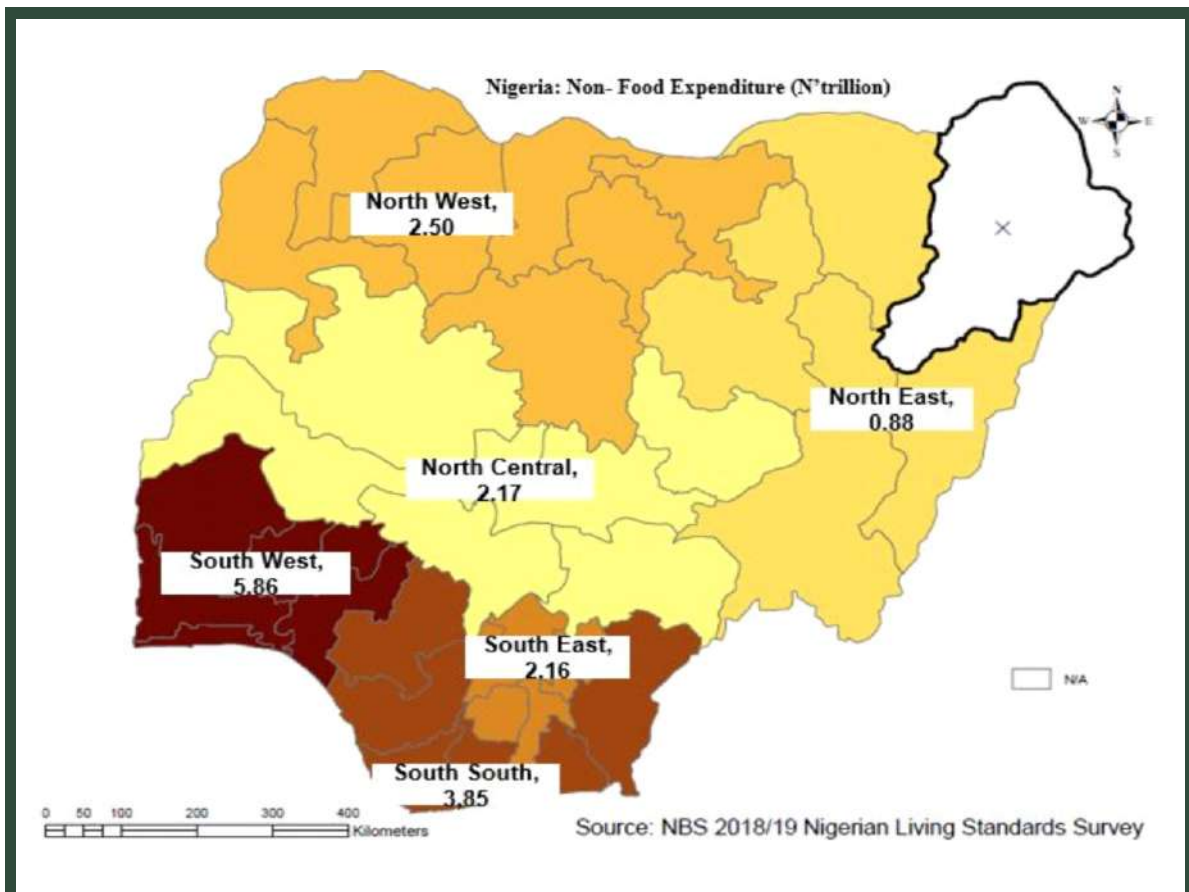 Nigeria: Non- Food Expenditure (N'trillion)
N
W E
S
North West,
2.50
North East,
0.88
North Central,
2.17
South West,
5.86
South East,
2.16
South South,
3.85
N/A
0 50 100 200 300 400
Kilometers
Source: NBS 2018/19 Nigerian Living Standards Survey